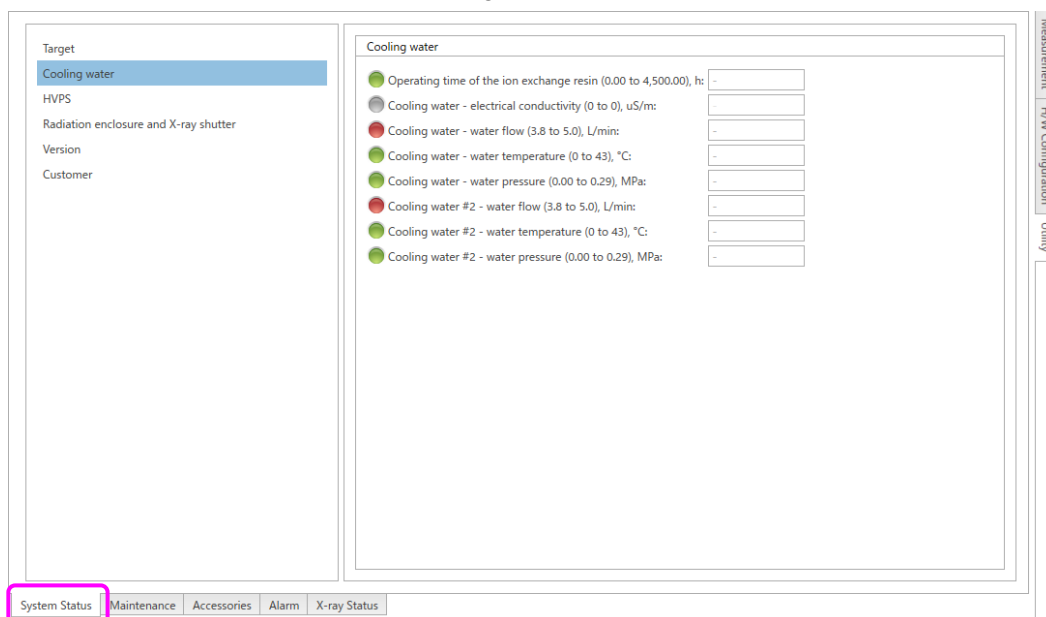 Target
Cooling water
HVPS
Radiation enclosure and X-ray shutter
Version
Customer
Cooling water
Operating time of the ion exchange resin (0.00 to 4,500.00), h: -
Cooling water - electrical conductivity (0 to 0), uS/m: -
Cooling water - water flow (3.8 to 5.0), L/min: -
Cooling water - water temperature (0 to 43), °C: -
Cooling water - water pressure (0.00 to 0.29), MPa: -
Cooling water #2 - water flow (3.8 to 5.0), L/min: -
Cooling water #2 - water temperature (0 to 43), °C: -
Cooling water #2 - water pressure (0.00 to 0.29), MPa: -
Measurement
H/W Configuration
Utility
System Status Maintenance Accessories Alarm X-ray Status